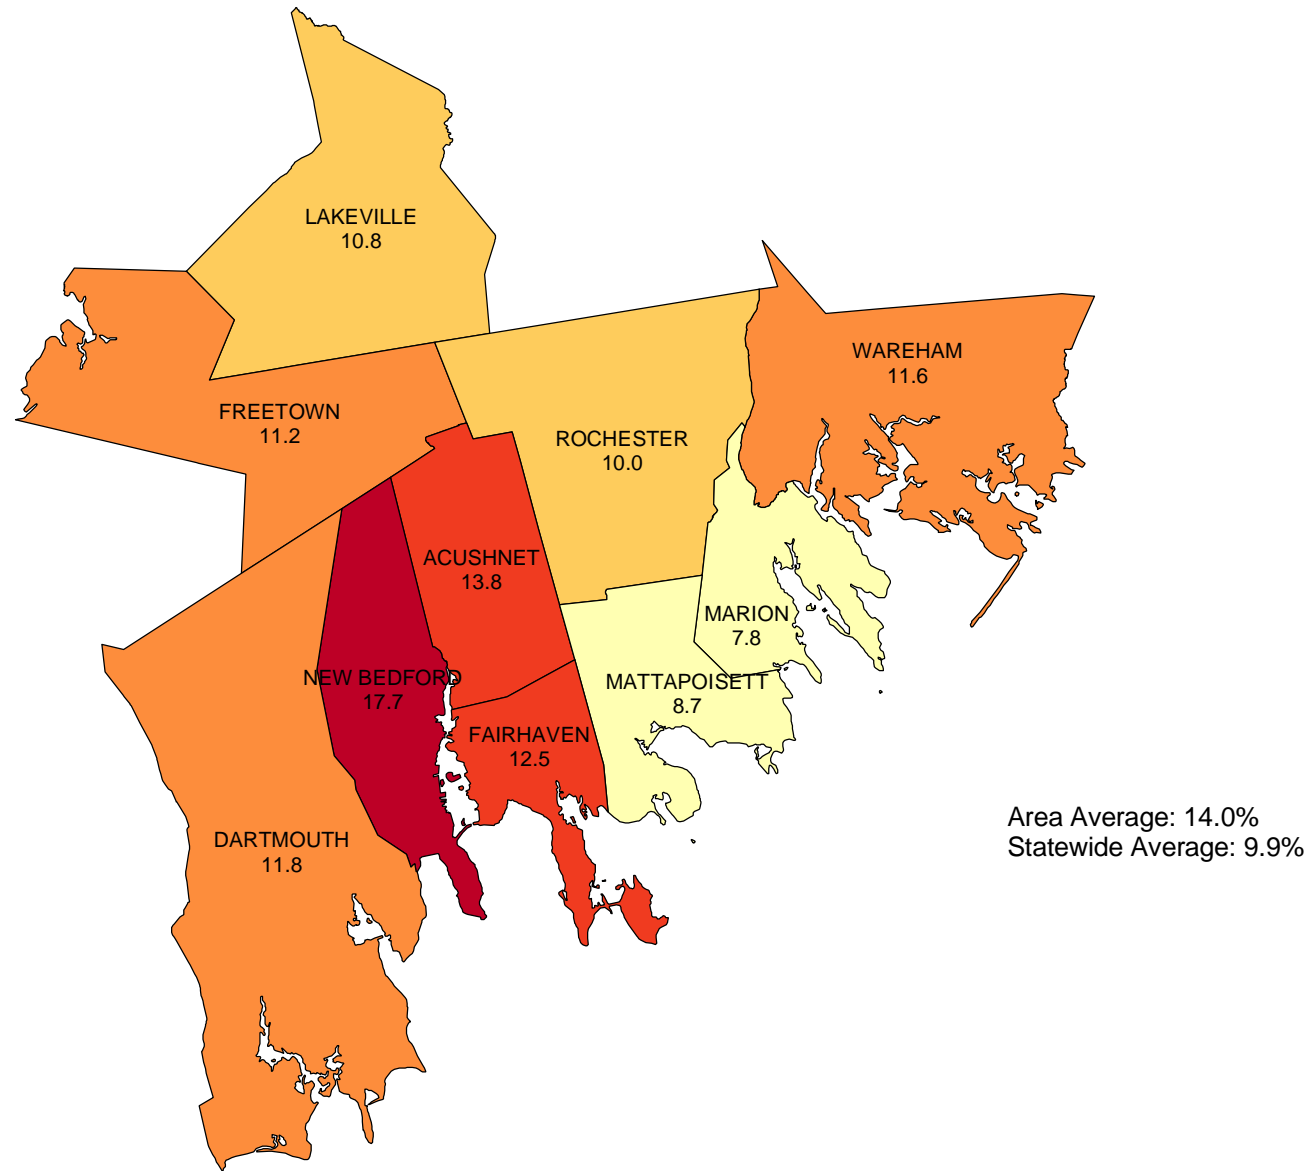 LAKEVILLE
10.8
WAREHAM
11.6
FREETOWN
11.2
ROCHESTER
10.0
ACUSHNET
13.8
MARION
7.8
NEW BEDFORD
17.7
MATTAPOISETT
8.7
FAIRHAVEN
12.5
DARTMOUTH
11.8
Area Average: 14.0%
Statewide Average: 9.9%